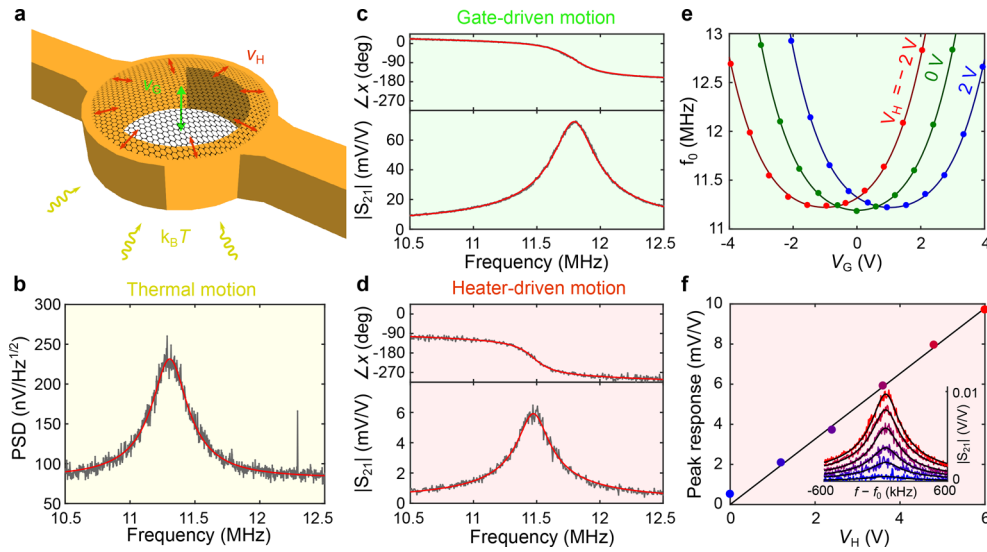 a
v_H
v_G
k_B T
b
Thermal motion
PSD (nV/Hz^1/2)
300
250
200
150
100
50
10.5 11 11.5 12 12.5
Frequency (MHz)
c
Gate-driven motion
∠x (deg)
0
-90
-180
-270
|S21| (mV/V)
60
40
20
0
10.5 11 11.5 12 12.5
Frequency (MHz)
d
Heater-driven motion
∠x (deg)
0
-90
-180
-270
|S21| (mV/V)
6
4
2
0
10.5 11 11.5 12 12.5
Frequency (MHz)
e
f0 (MHz)
13
12.5
12
11.5
11
V_H = – 2 V
0 V
2 V
-4 -2 0 2 4
V_G (V)
f
Peak response (mV/V)
10
8
6
4
2
0
0.01
|S21| (V/V)
0
-600 f – f0 (kHz) 600
0 2 4 6
V_H (V)